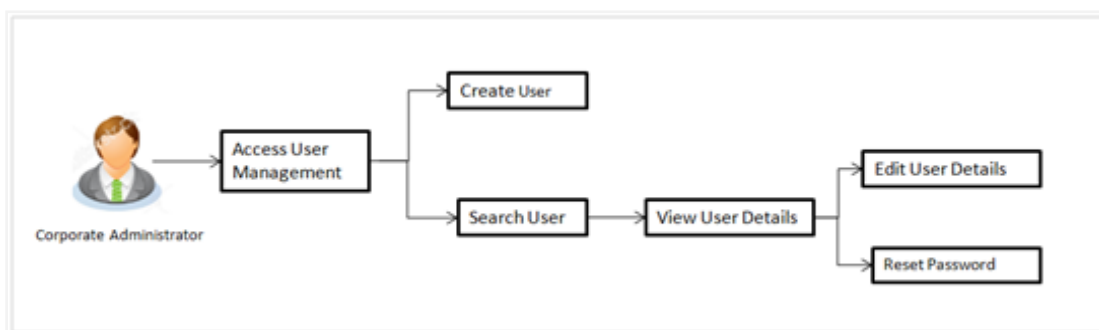 Create User
Access User
Management
Edit User Details
Corporate Administrator
Search User
View User Details
Reset Password